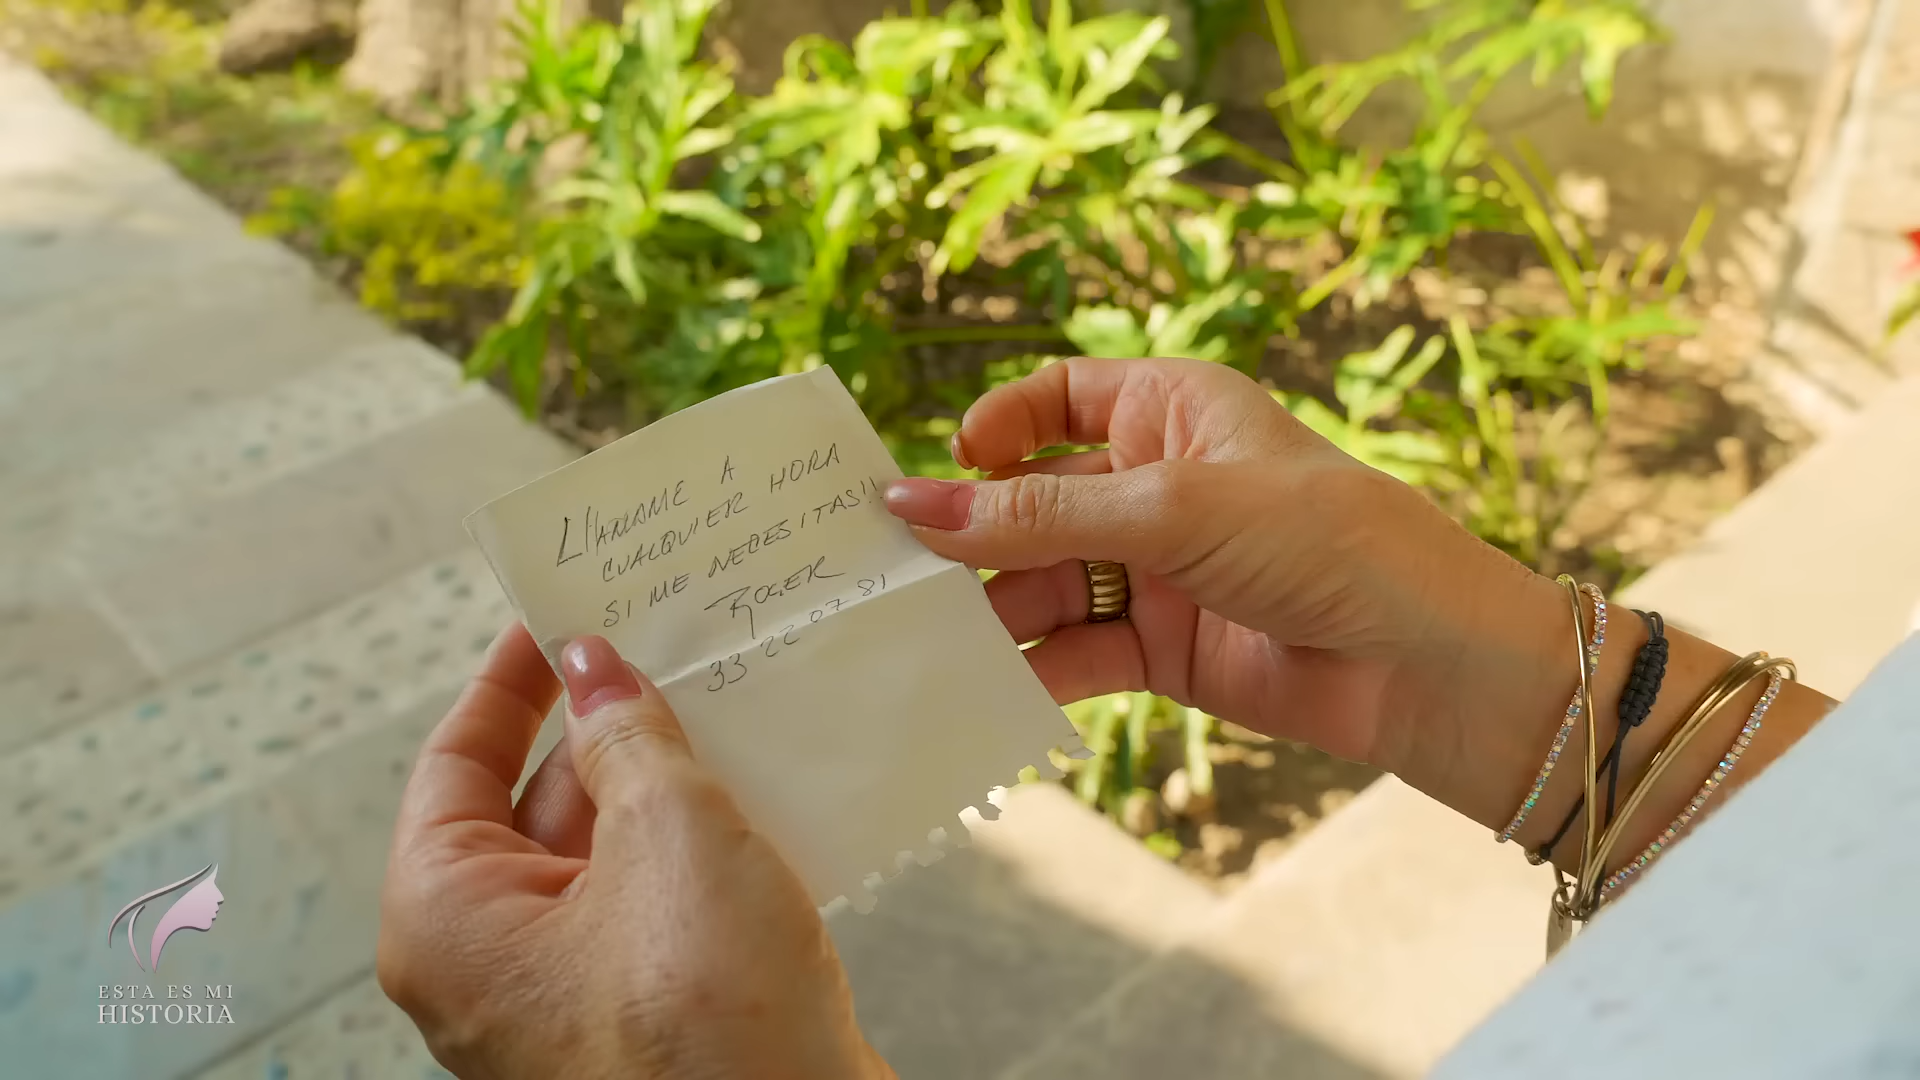 LlAMAME A
CUALQUIER HORA
SI ME NECESITAS!!
ROGER
33 22 07 81
ESTA ES MI
HISTORIA